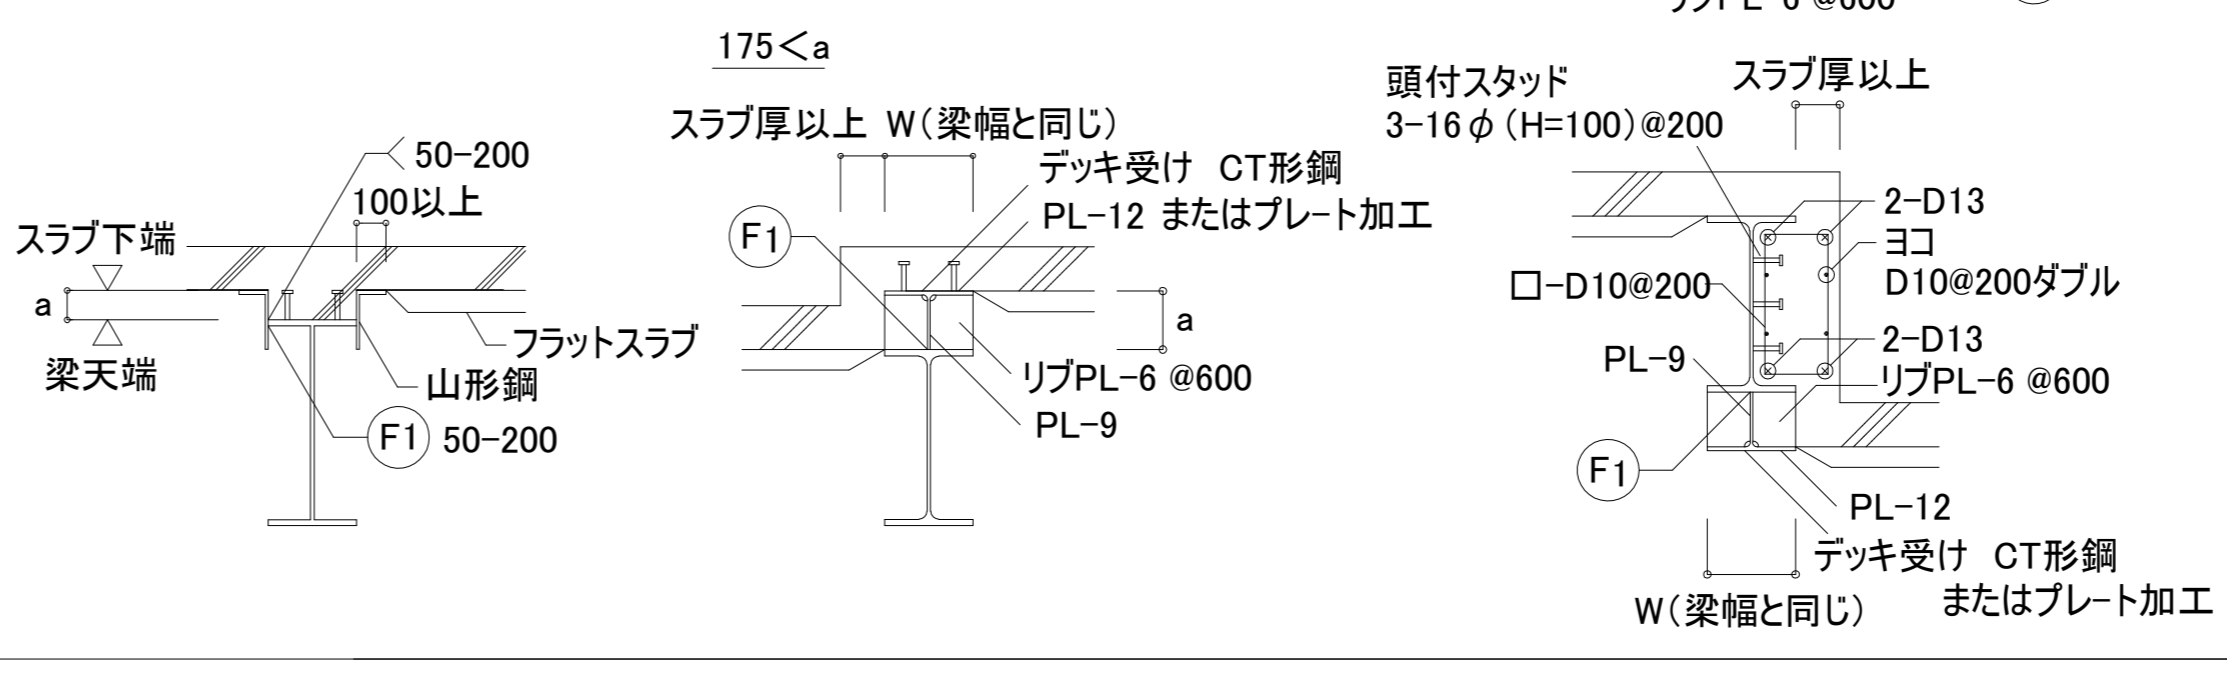 リブPL-6 @600
175＜a
頭付スタッド
3-16φ（H=100）@200
スラブ厚以上
スラブ厚以上 W（梁幅と同じ）
50-200
100以上
デッキ受け CT形鋼
PL-12 またはプレート加工
スラブ下端
a
梁天端
F1
2-D13
ヨコ
D10@200ダブル
ロ-D10@200
a
フラットスラブ
山形鋼
F1 50-200
リブPL-6 @600
PL-9
PL-9
2-D13
リブPL-6 @600
F1
PL-12
デッキ受け CT形鋼
またはプレート加工
W（梁幅と同じ）